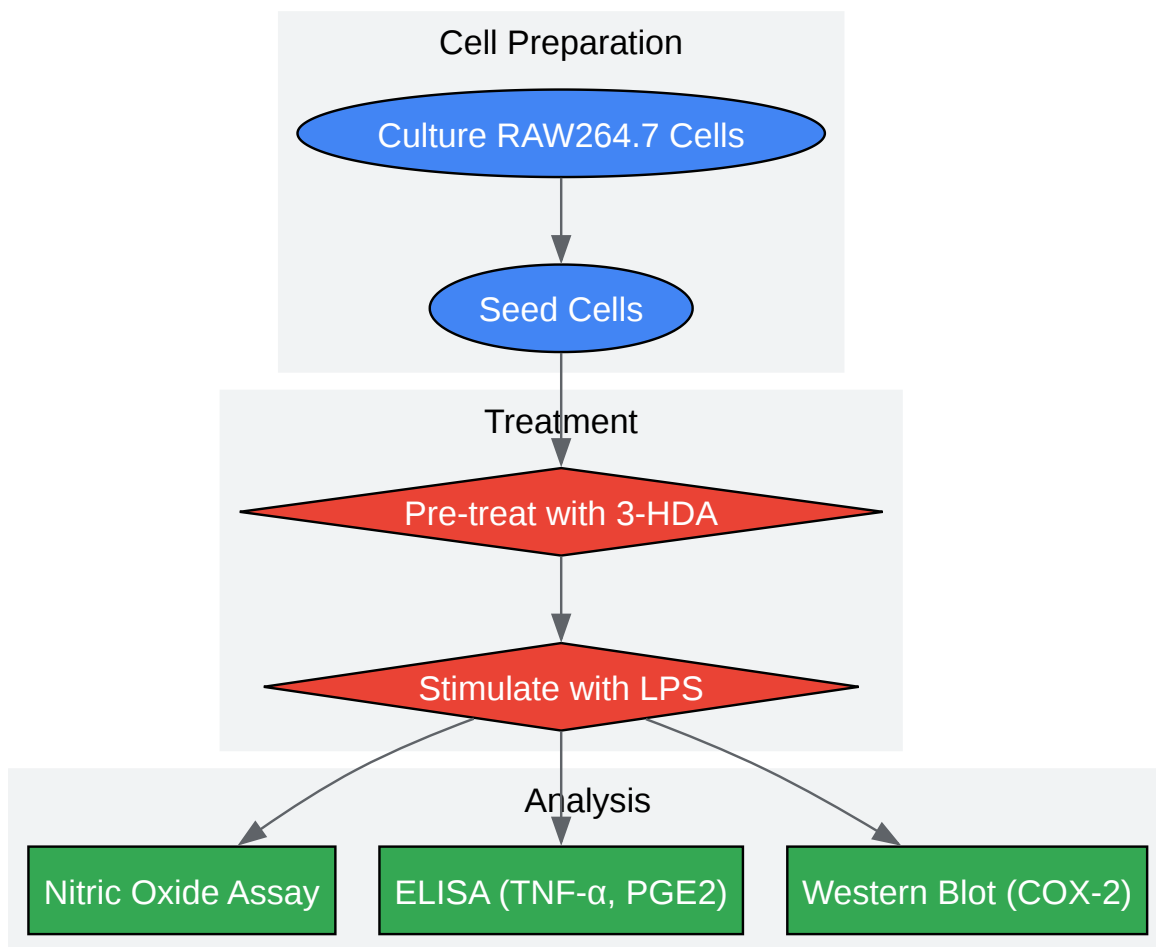 Cell Preparation
Culture RAW264.7 Cells
Seed Cells
Treatment
Pre-treat with 3-HDA
Stimulate with LPS
Analysis
Nitric Oxide Assay
ELISA (TNF-α, PGE2)
Western Blot (COX-2)